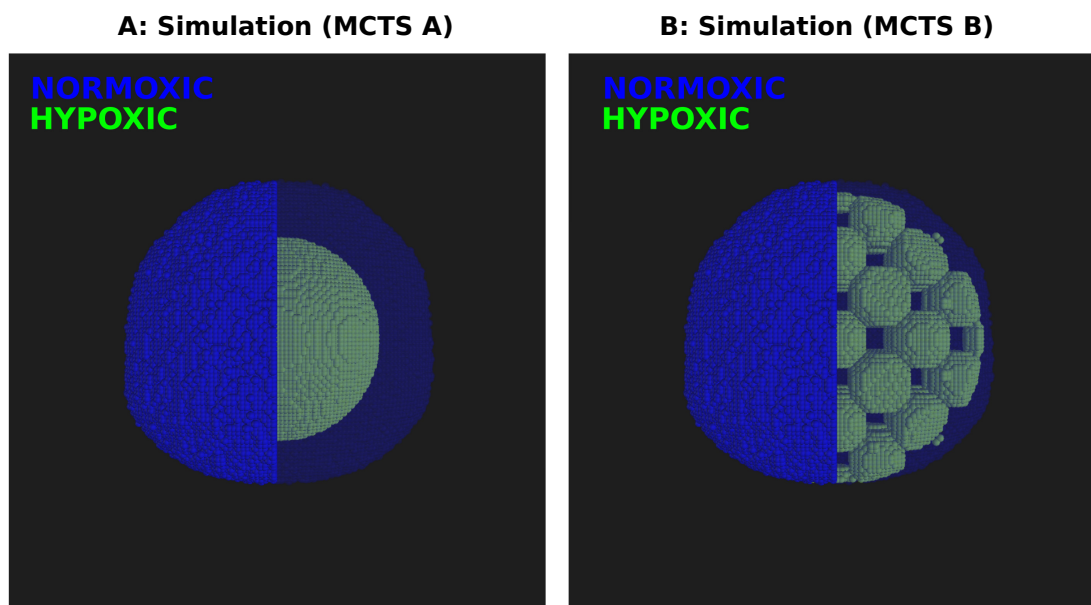 A: Simulation (MCTS A)
NORMOXIC
HYPOXIC
B: Simulation (MCTS B)
NORMOXIC
HYPOXIC